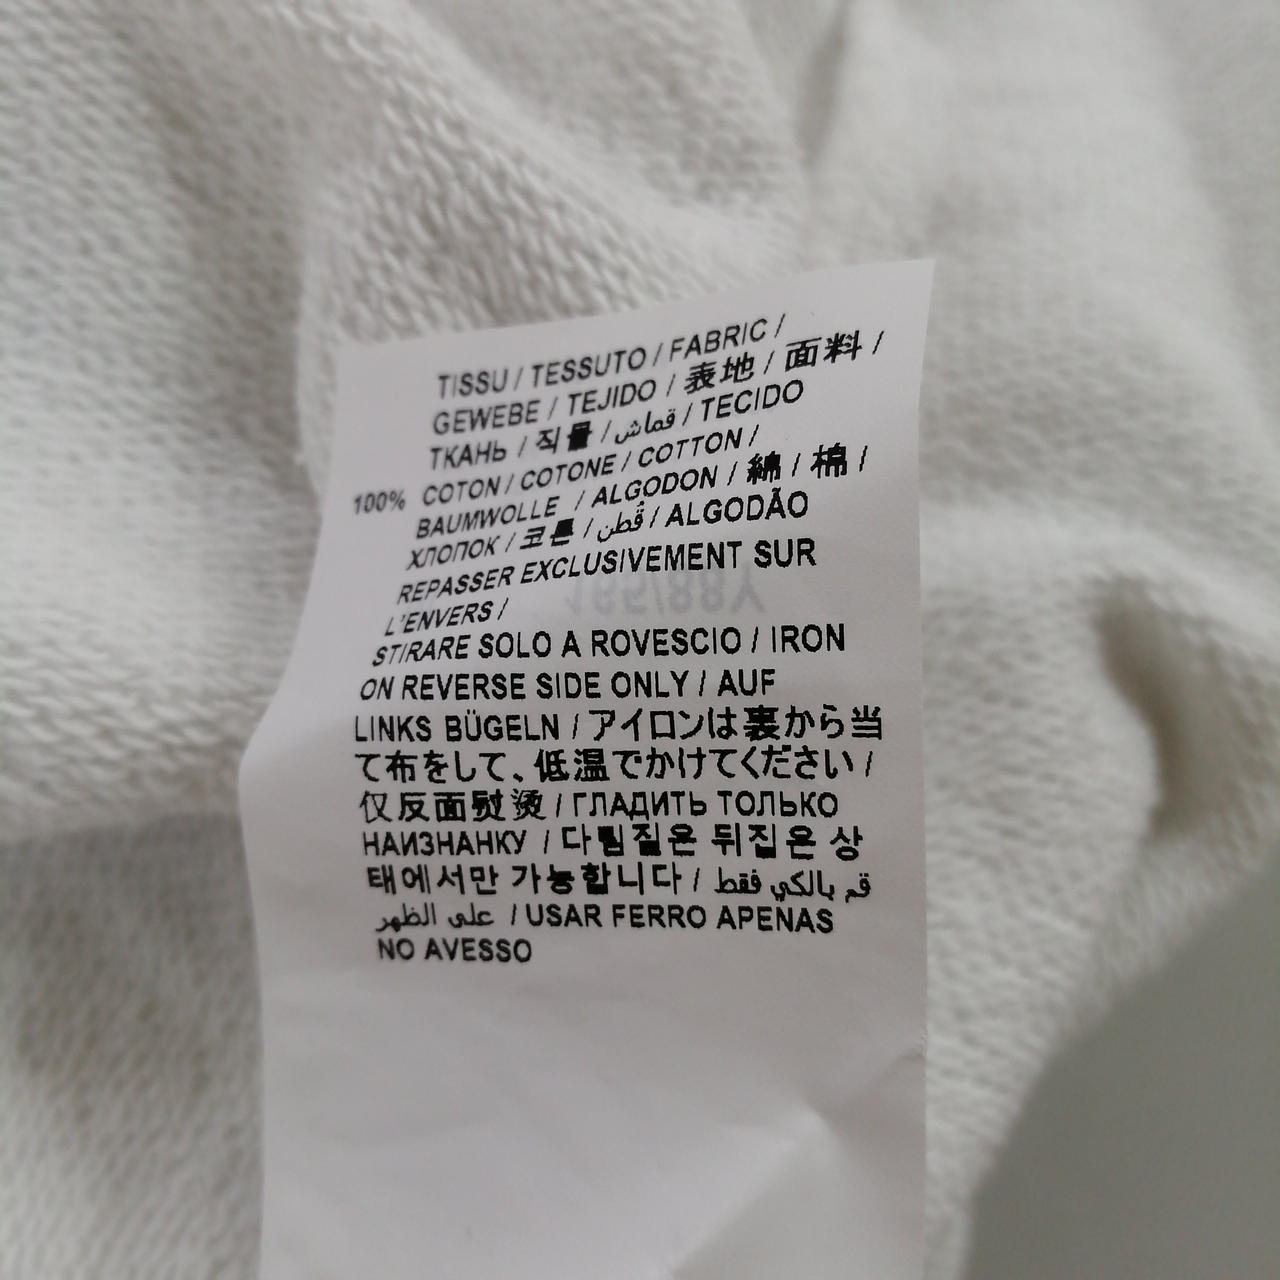 TISSU / TESSUTO / FABRIC /
GEWEBE / TEJIDO / 表地 / 面料 /
ТКАНЬ / 직물 / قماش / TECIDO
100% COTON / COTONE / COTTON /
BAUMWOLLE / ALGODON / 綿 / 棉 /
ХЛОПОК / 코튼 / قُطن / ALGODÃO
REPASSER EXCLUSIVEMENT SUR
L'ENVERS /
STIRARE SOLO A ROVESCIO / IRON
ON REVERSE SIDE ONLY / AUF
LINKS BÜGELN / アイロンは裏から当
て布をして、低温でかけてください /
仅反面熨烫 / ГЛАДИТЬ ТОЛЬКО
НАИЗНАНКУ / 다림질은 뒤집은 상
태에서만 가능합니다 / قم بالكي فقط
على الظهر / USAR FERRO APENAS
NO AVESSO